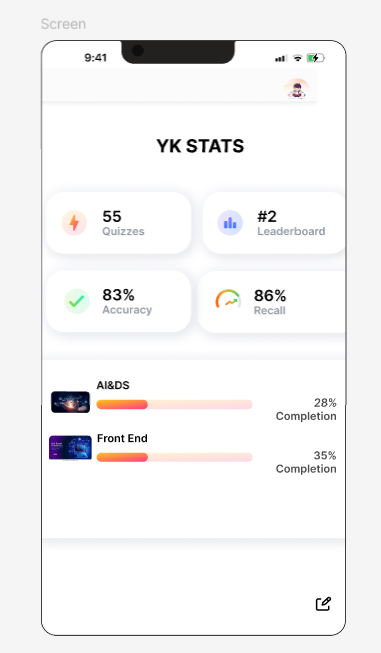 Screen
9:41
YK STATS
55
Quizzes
#2
Leaderboard
83%
Accuracy
86%
Recall
AI&DS
28%
Completion
Front End
35%
Completion